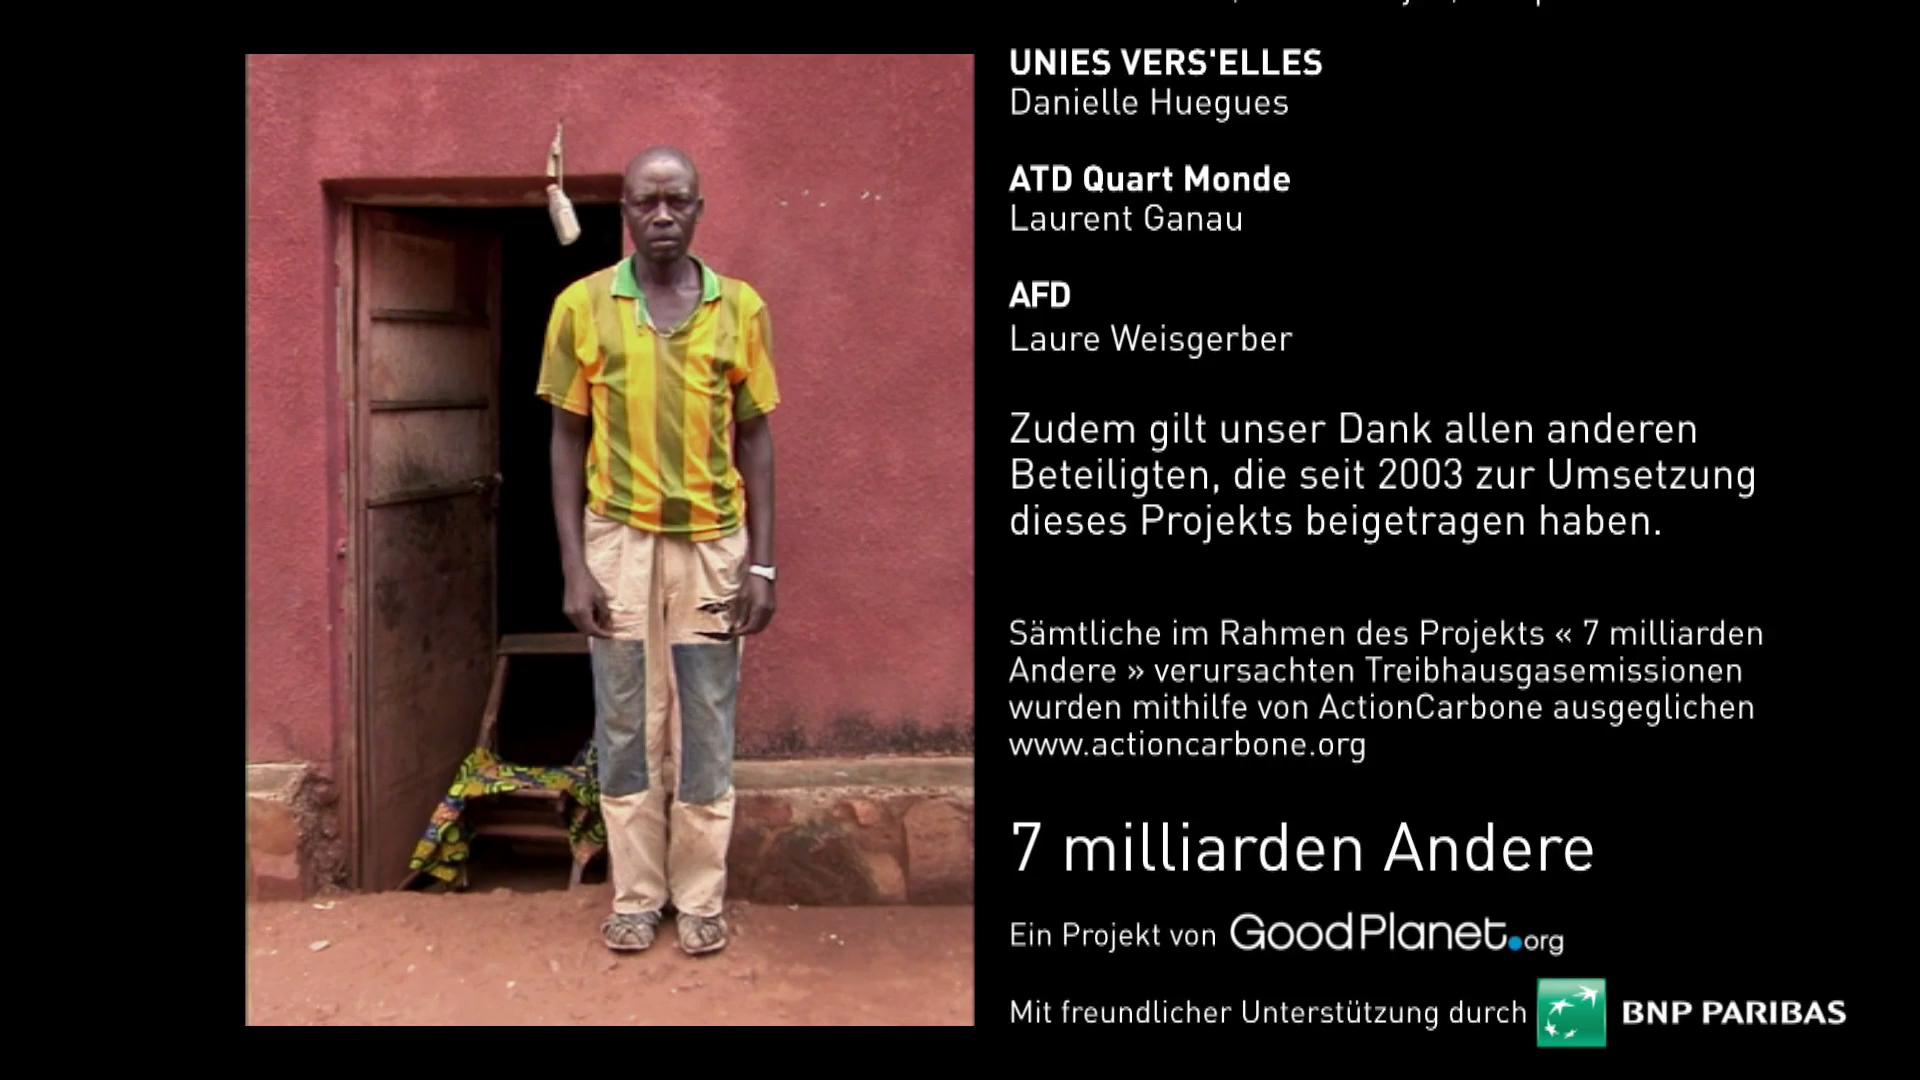 UNIES VERS'ELLES
Danielle Huegues
ATD Quart Monde
Laurent Ganau
AFD
Laure Weisgerber
Zudem gilt unser Dank allen anderen
Beteiligten, die seit 2003 zur Umsetzung
dieses Projekts beigetragen haben.
Sämtliche im Rahmen des Projekts « 7 milliarden
Andere » verursachten Treibhausgasemissionen
wurden mithilfe von ActionCarbone ausgeglichen
www.actioncarbone.org
7 milliarden Andere
Ein Projekt von GoodPlanet.org
Mit freundlicher Unterstützung durch BNP PARIBAS